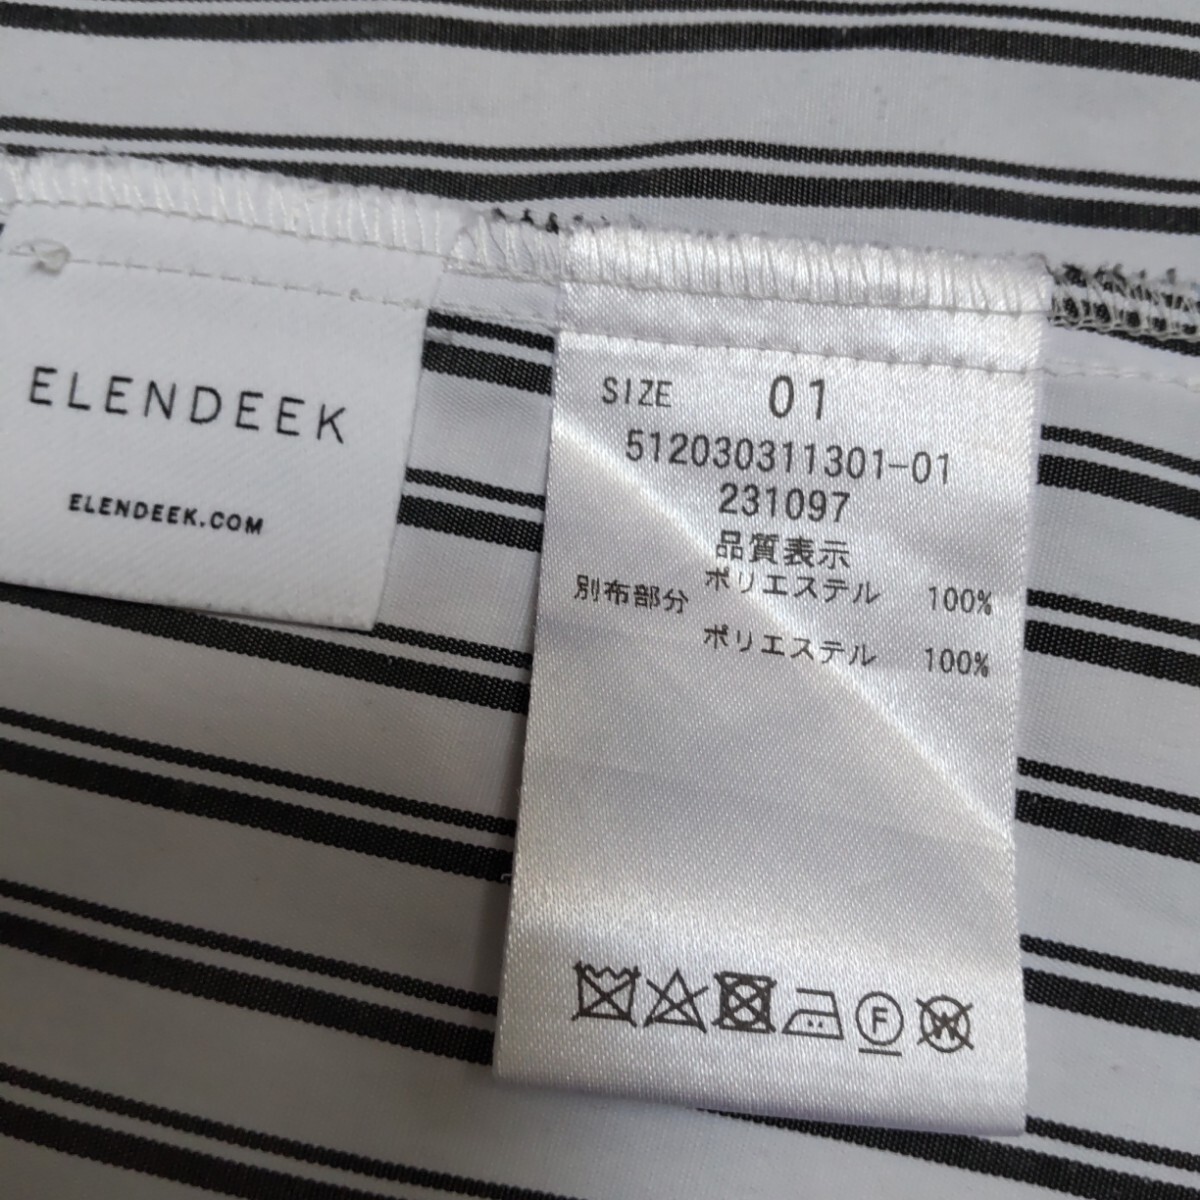 ELENDEEK
ELENDEEK.COM
SIZE 01
512030311301-01
231097
品質表示
ポリエステル 100%
別布部分
ポリエステル 100%
F
W